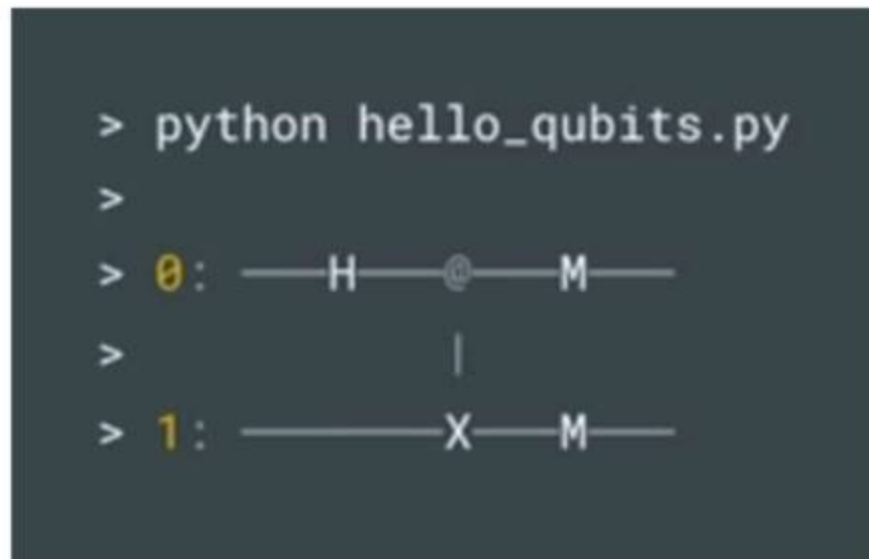 > python hello_qubits.py
>
> 0: ───H───@───M───
> |
> 1: ───────X───M───